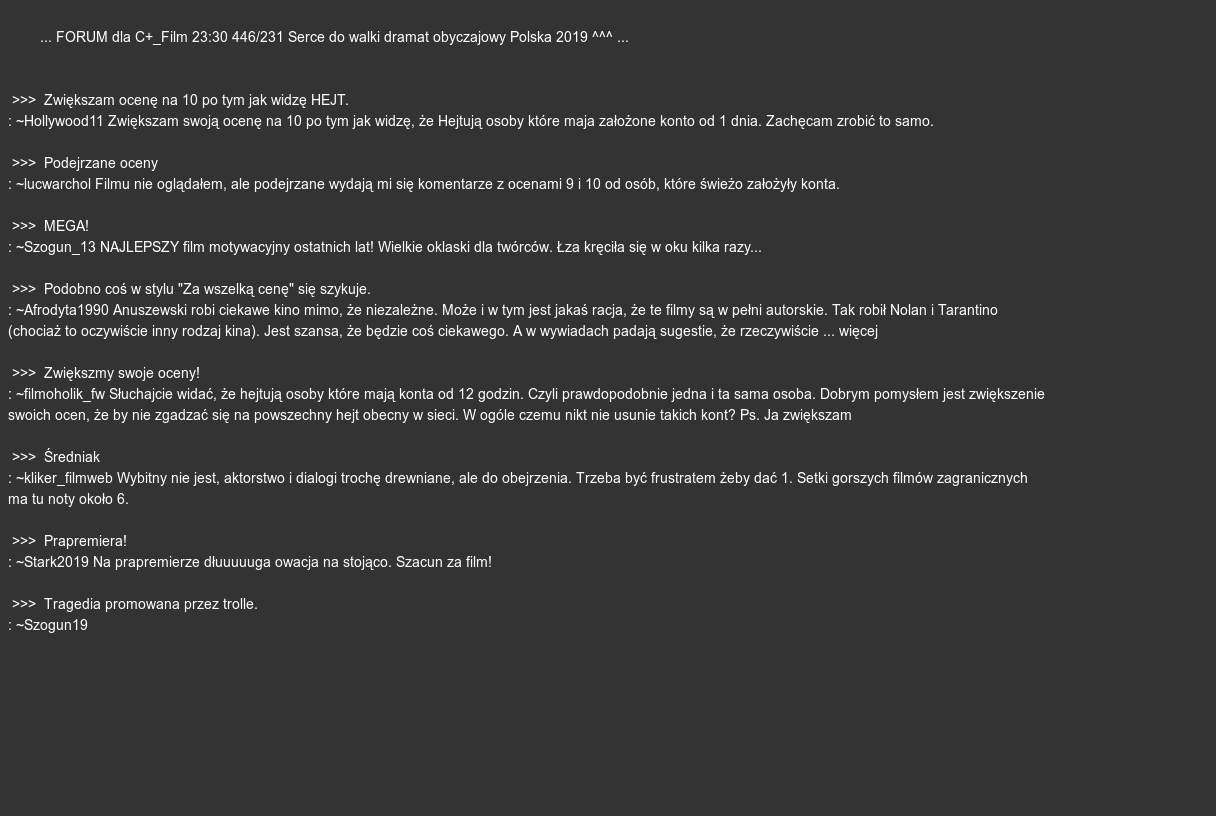 ... FORUM dla C+_Film 23:30 446/231 Serce do walki dramat obyczajowy Polska 2019 ^^^ ...
>>> Zwiększam ocenę na 10 po tym jak widzę HEJT.
: ~Hollywood11 Zwiększam swoją ocenę na 10 po tym jak widzę, że Hejtują osoby które maja założone konto od 1 dnia. Zachęcam zrobić to samo.
>>> Podejrzane oceny
: ~lucwarchol Filmu nie oglądałem, ale podejrzane wydają mi się komentarze z ocenami 9 i 10 od osób, które świeżo założyły konta.
>>> MEGA!
: ~Szogun_13 NAJLEPSZY film motywacyjny ostatnich lat! Wielkie oklaski dla twórców. Łza kręciła się w oku kilka razy...
>>> Podobno coś w stylu "Za wszelką cenę" się szykuje.
: ~Afrodyta1990 Anuszewski robi ciekawe kino mimo, że niezależne. Może i w tym jest jakaś racja, że te filmy są w pełni autorskie. Tak robił Nolan i Tarantino
(chociaż to oczywiście inny rodzaj kina). Jest szansa, że będzie coś ciekawego. A w wywiadach padają sugestie, że rzeczywiście ... więcej
>>> Zwiększmy swoje oceny!
: ~filmoholik_fw Słuchajcie widać, że hejtują osoby które mają konta od 12 godzin. Czyli prawdopodobnie jedna i ta sama osoba. Dobrym pomysłem jest zwiększenie
swoich ocen, że by nie zgadzać się na powszechny hejt obecny w sieci. W ogóle czemu nikt nie usunie takich kont? Ps. Ja zwiększam
>>> Średniak
: ~kliker_filmweb Wybitny nie jest, aktorstwo i dialogi trochę drewniane, ale do obejrzenia. Trzeba być frustratem żeby dać 1. Setki gorszych filmów zagranicznych
ma tu noty około 6.
>>> Prapremiera!
: ~Stark2019 Na prapremierze dłuuuuuga owacja na stojąco. Szacun za film!
>>> Tragedia promowana przez trolle.
: ~Szogun19